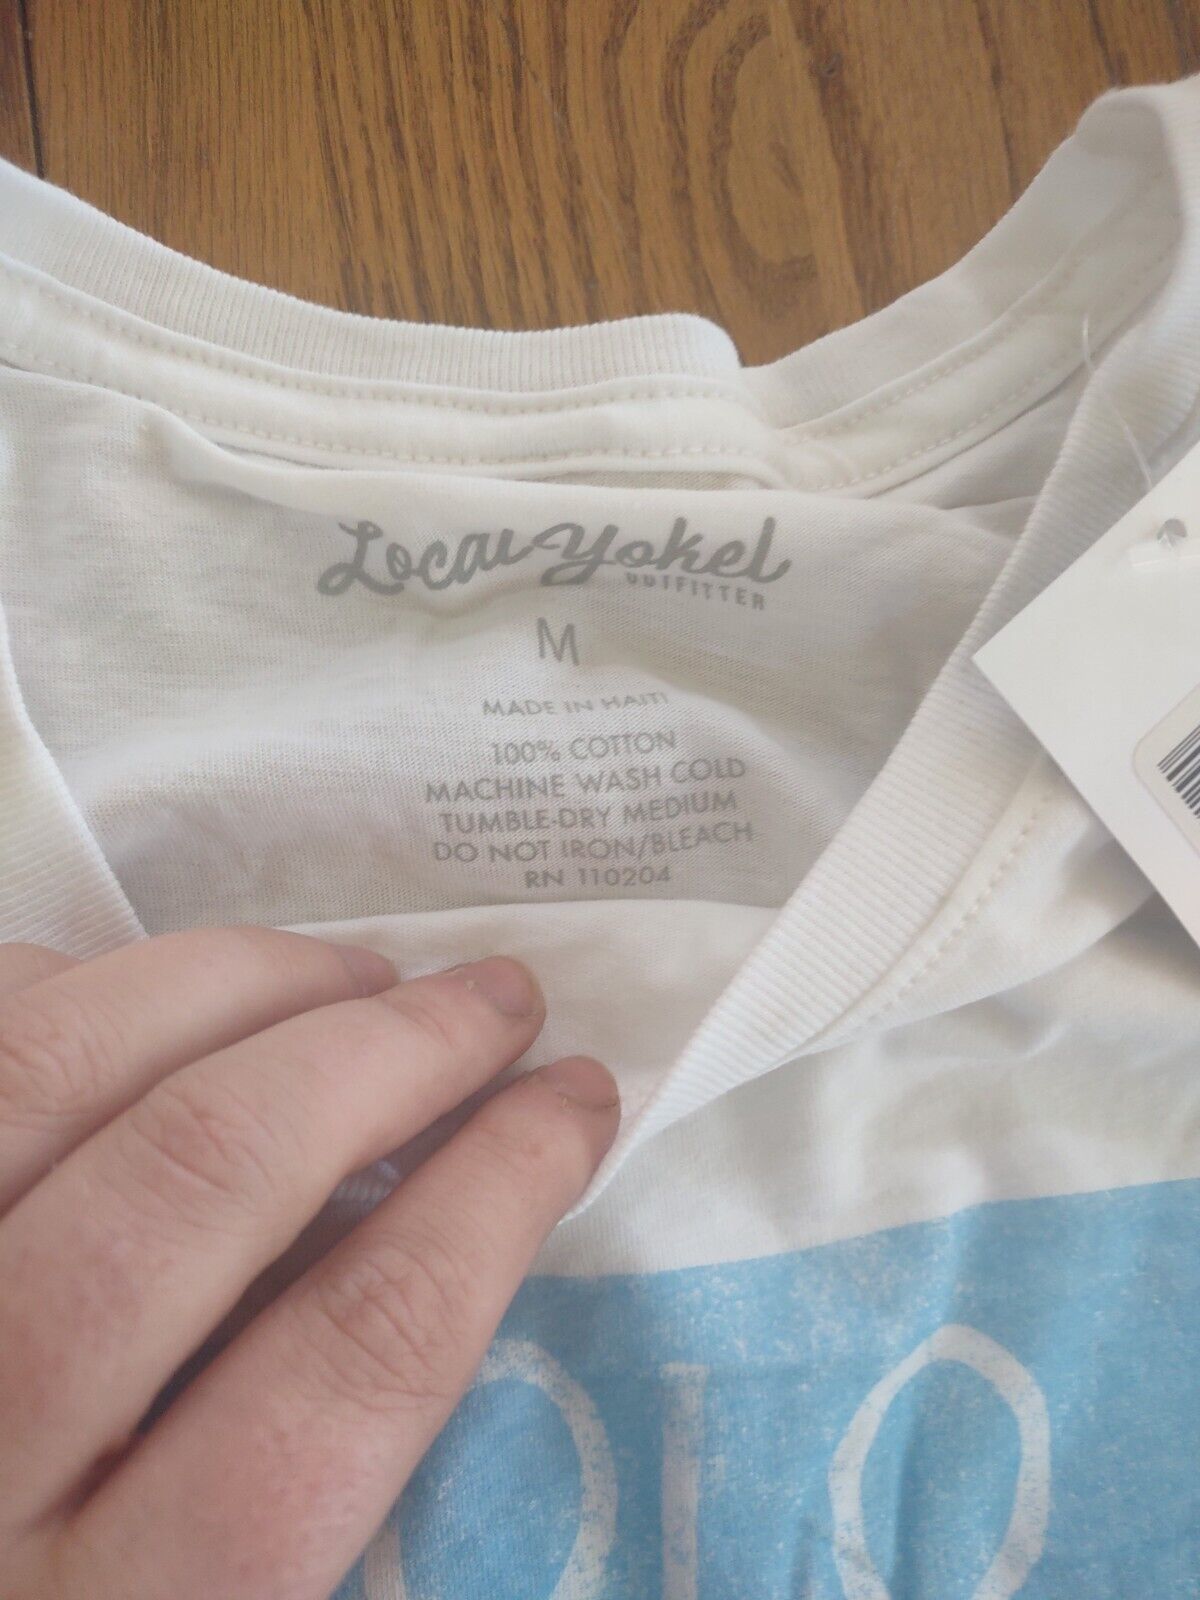 Local Yokel
OUTFITTER
M
MADE IN HAITI
100% COTTON
MACHINE WASH COLD
TUMBLE-DRY MEDIUM
DO NOT IRON/BLEACH
RN 110204